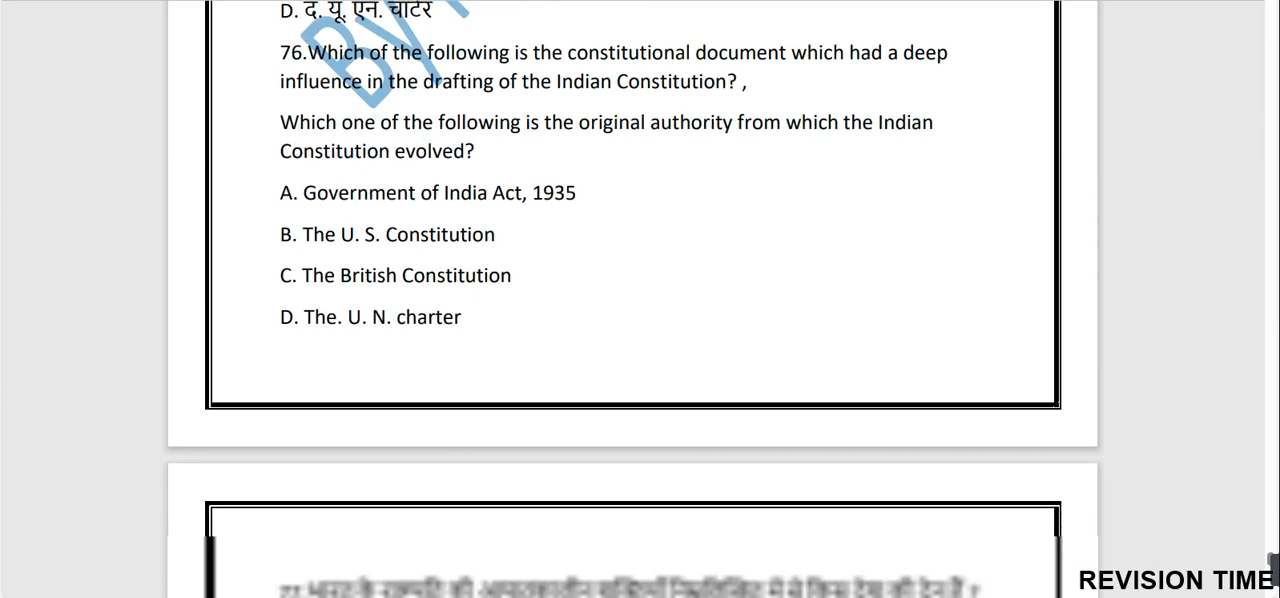 D. द. यू. एन. चार्टर
76.Which of the following is the constitutional document which had a deep
influence in the drafting of the Indian Constitution? ,
Which one of the following is the original authority from which the Indian
Constitution evolved?
A. Government of India Act, 1935
B. The U. S. Constitution
C. The British Constitution
D. The. U. N. charter
REVISION TIME